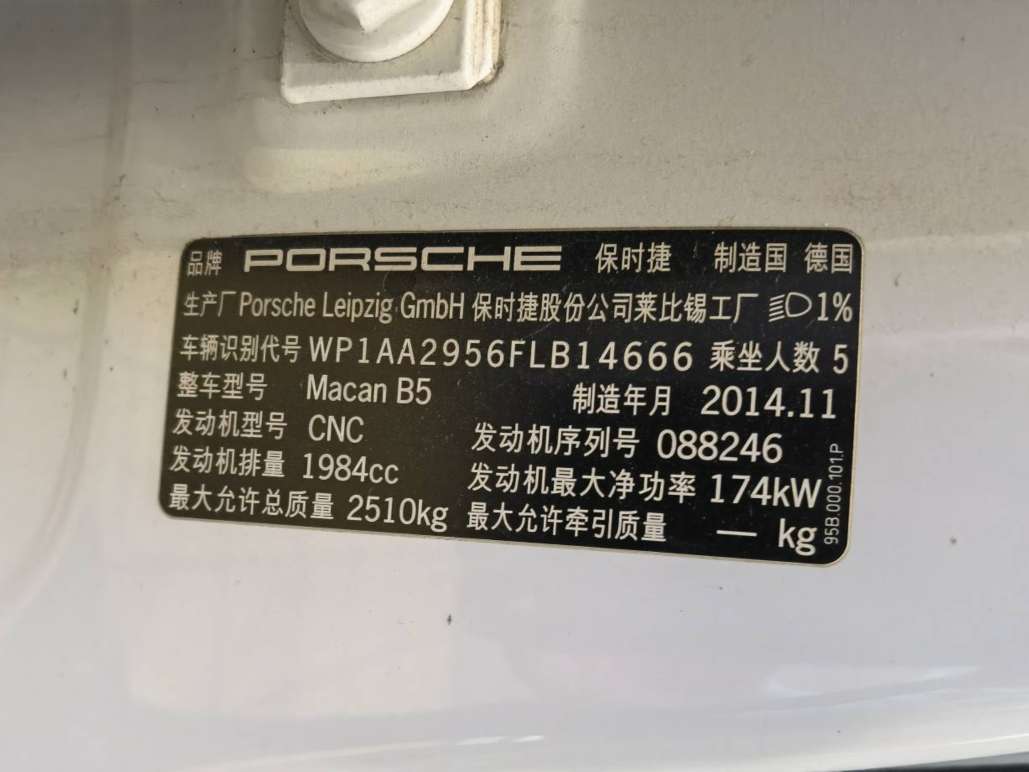 品牌 PORSCHE 保时捷 制造国 德国
生产厂 Porsche Leipzig GmbH 保时捷股份公司莱比锡工厂 1%
车辆识别代号 WP1AA2956FLB14666 乘坐人数 5
整车型号 Macan B5 制造年月 2014.11
发动机型号 CNC 发动机序列号 088246
发动机排量 1984cc 发动机最大净功率 174kW
最大允许总质量 2510kg 最大允许牵引质量 — kg
95B.000.101.P